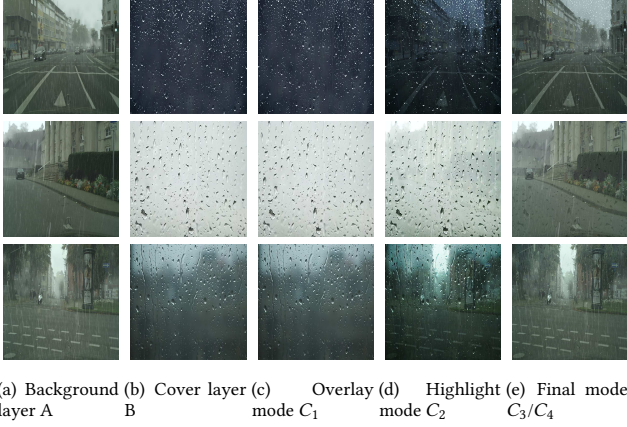 (a) Background (b) Cover layer (c) Overlay (d) Highlight (e) Final mode
layer A B mode C₁ mode C₂ C₃/C₄